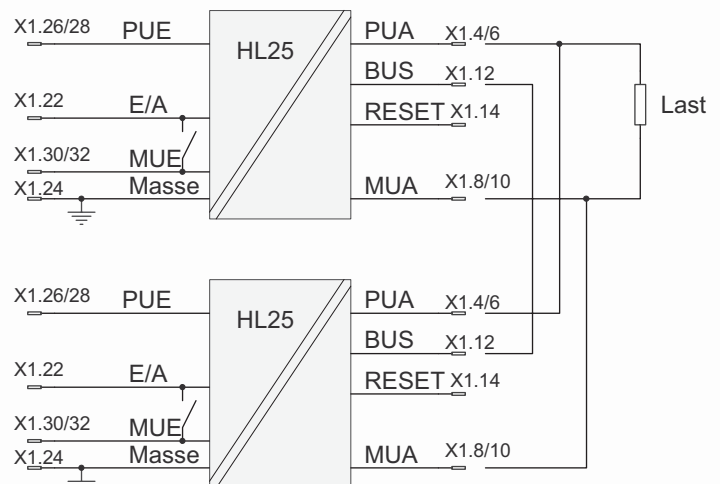 X1.26/28 PUE HL25 PUA X1.4/6
BUS X1.12
X1.22 E/A RESET X1.14 Last
X1.30/32 MUE
X1.24 Masse MUA X1.8/10
X1.26/28 PUE HL25 PUA X1.4/6
BUS X1.12
X1.22 E/A RESET X1.14
X1.30/32 MUE
X1.24 Masse MUA X1.8/10